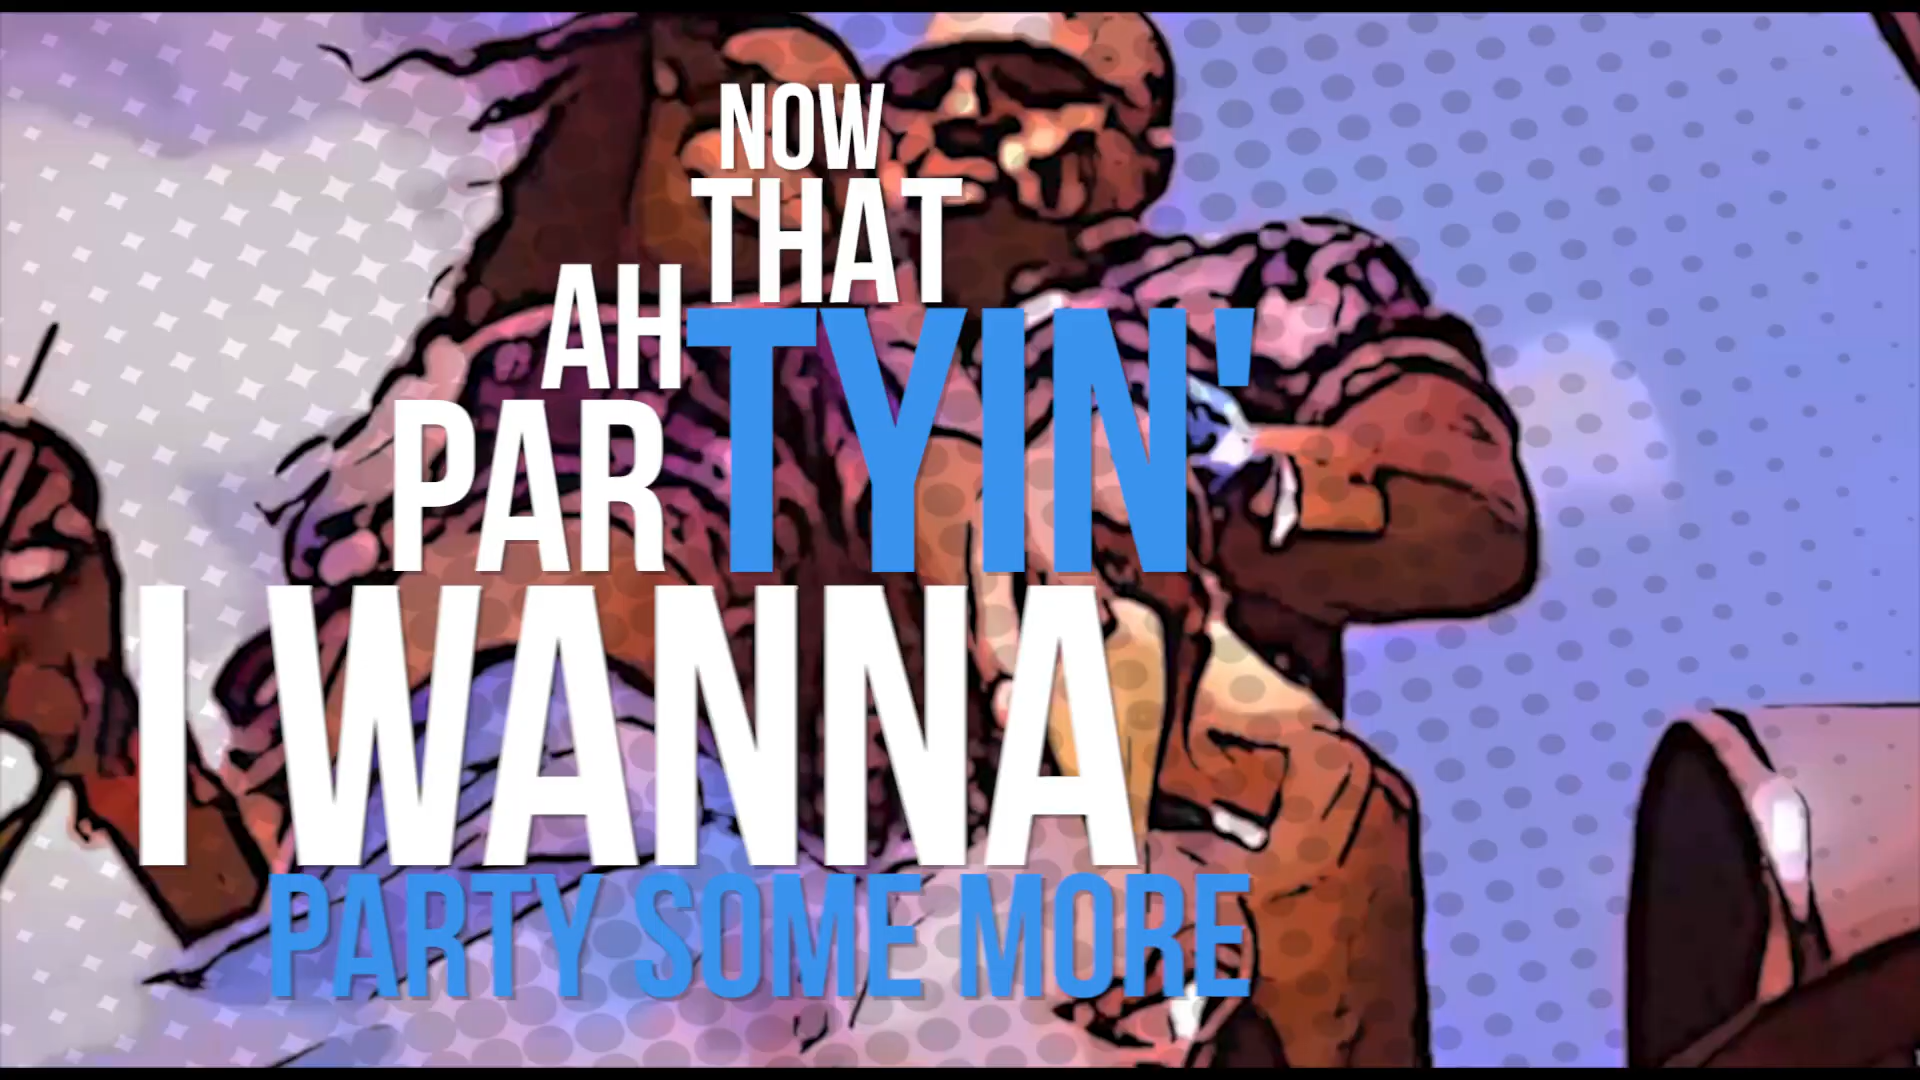 NOW
THAT
AH
PARTYIN'
I WANNA
PARTY SOME MORE